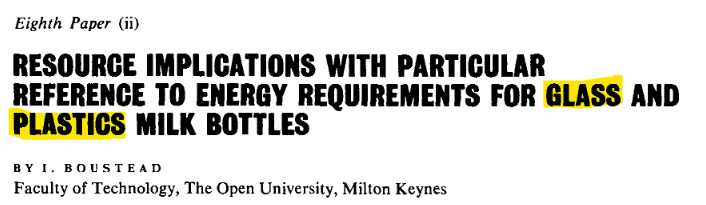 Eighth Paper (ii)
RESOURCE IMPLICATIONS WITH PARTICULAR
REFERENCE TO ENERGY REQUIREMENTS FOR GLASS AND
PLASTICS MILK BOTTLES
BY I. BOUSTEAD
Faculty of Technology, The Open University, Milton Keynes